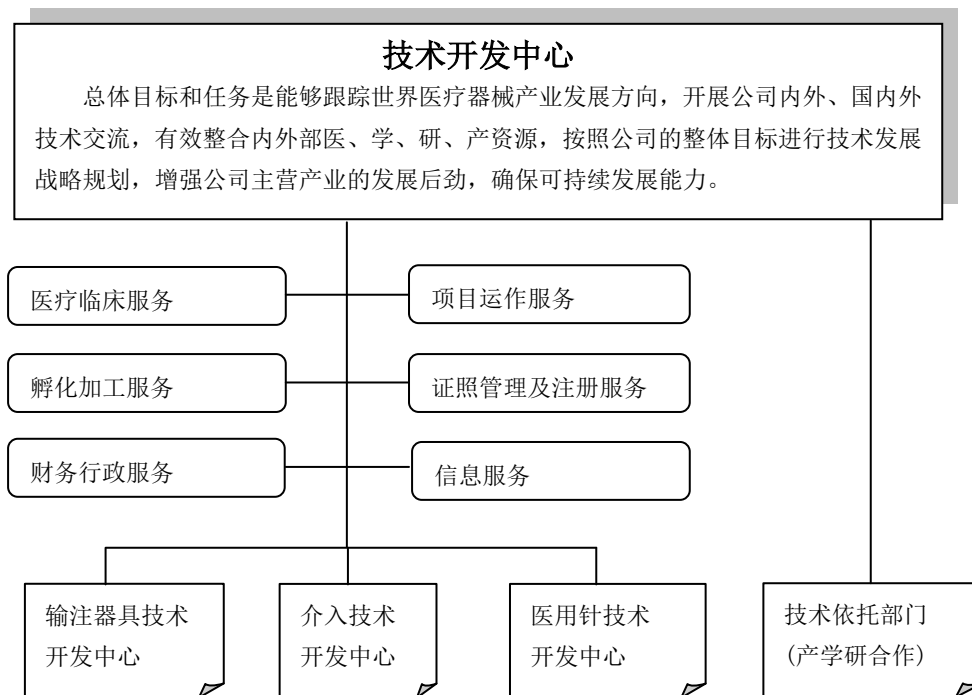 技术开发中心
总体目标和任务是能够跟踪世界医疗器械产业发展方向，开展公司内外、国内外
技术交流，有效整合内外部医、学、研、产资源，按照公司的整体目标进行技术发展
战略规划，增强公司主营产业的发展后劲，确保可持续发展能力。
医疗临床服务
项目运作服务
孵化加工服务
证照管理及注册服务
财务行政服务
信息服务
输注器具技术
开发中心
介入技术
开发中心
医用针技术
开发中心
技术依托部门
(产学研合作)